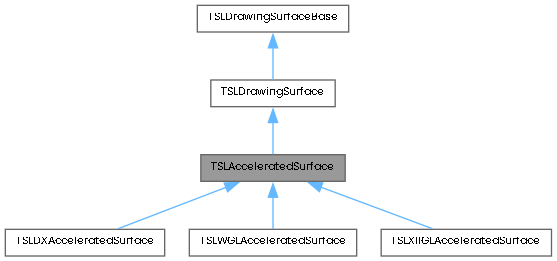 TSLDrawingSurfaceBase
TSLDrawingSurface
TSLAcceleratedSurface
TSLDXAcceleratedSurface
TSLWGLAcceleratedSurface
TSLX11GLAcceleratedSurface